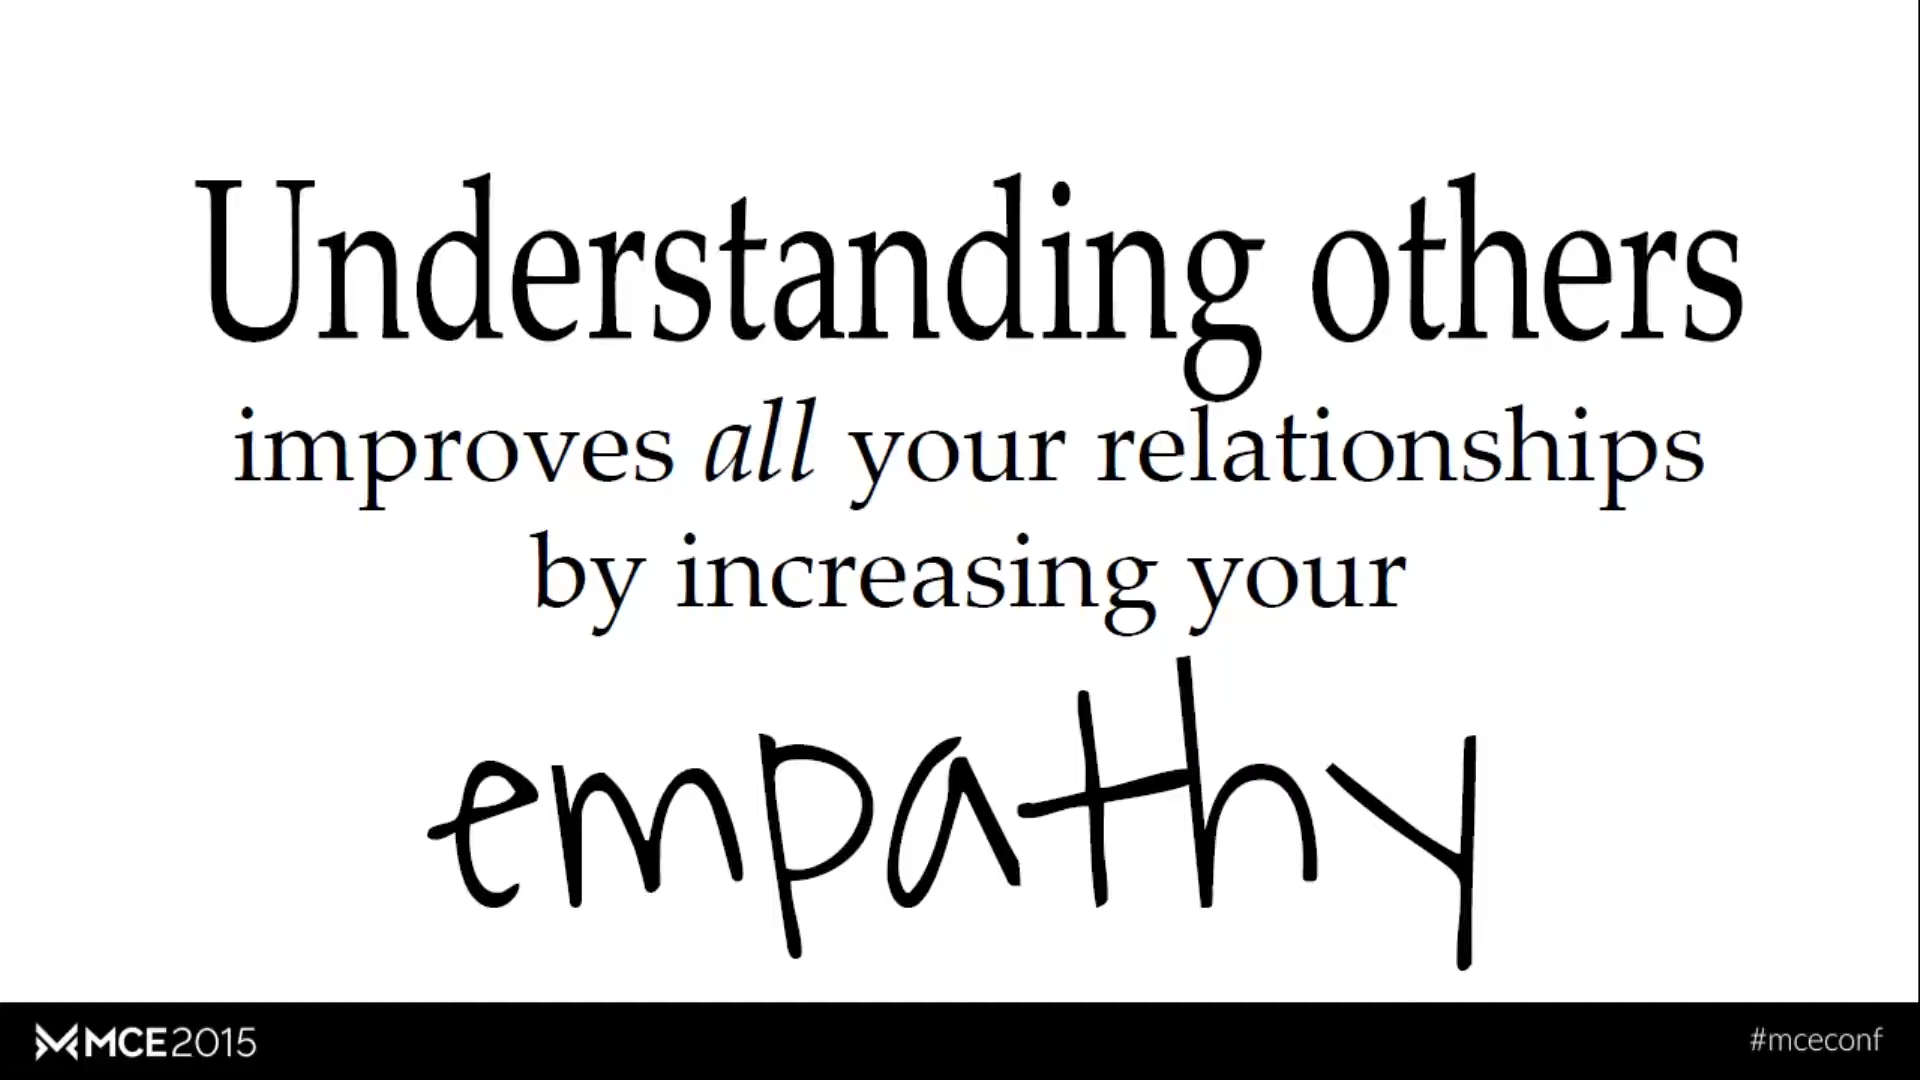 Understanding others
improves all your relationships
by increasing your
empathy
MCE2015
#mceconf